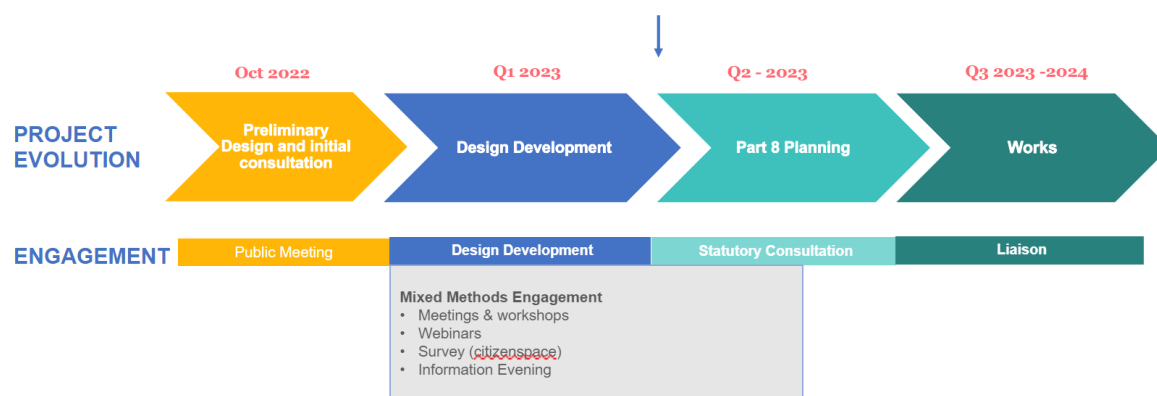 Oct 2022
Q1 2023
Q2 - 2023
Q3 2023 -2024
PROJECT
EVOLUTION
Preliminary
Design and initial
consultation
Design Development
Part 8 Planning
Works
ENGAGEMENT
Public Meeting
Design Development
Statutory Consultation
Liaison
Mixed Methods Engagement
• Meetings & workshops
• Webinars
• Survey (citizenspace)
• Information Evening